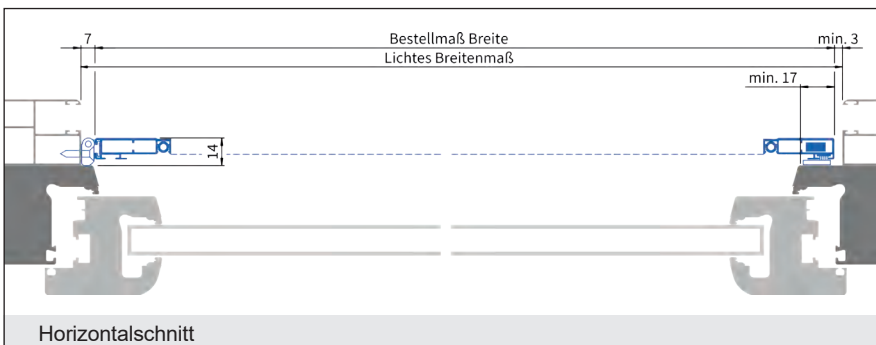 7
Bestellmaß Breite
min. 3
Lichtes Breitenmaß
min. 17
14
Horizontalschnitt